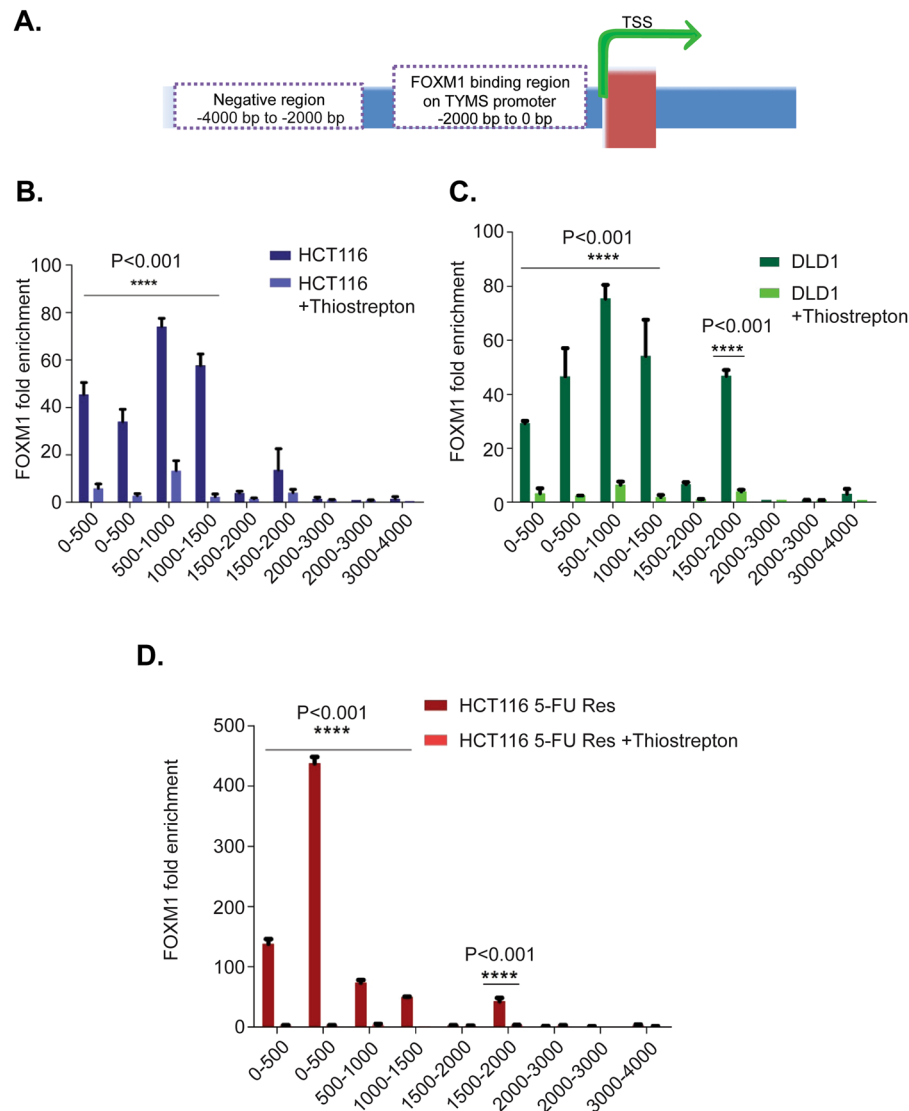 A.
TSS
Negative region
-4000 bp to -2000 bp
FOXM1 binding region
on TYMS promoter
-2000 bp to 0 bp
B.
HCT116
HCT116
+Thiostrepton
P<0.001
****
FOXM1 fold enrichment
100
80
60
40
20
0
0-500
0-500
500-1000
1000-1500
1500-2000
1500-2000
2000-3000
2000-3000
3000-4000
C.
DLD1
DLD1
+Thiostrepton
P<0.001
****
P<0.001
****
FOXM1 fold enrichment
100
80
60
40
20
0
0-500
0-500
500-1000
1000-1500
1500-2000
1500-2000
2000-3000
2000-3000
3000-4000
D.
HCT116 5-FU Res
HCT116 5-FU Res +Thiostrepton
P<0.001
****
P<0.001
****
FOXM1 fold enrichment
500
400
300
200
100
0
0-500
0-500
500-1000
1000-1500
1500-2000
1500-2000
2000-3000
2000-3000
3000-4000